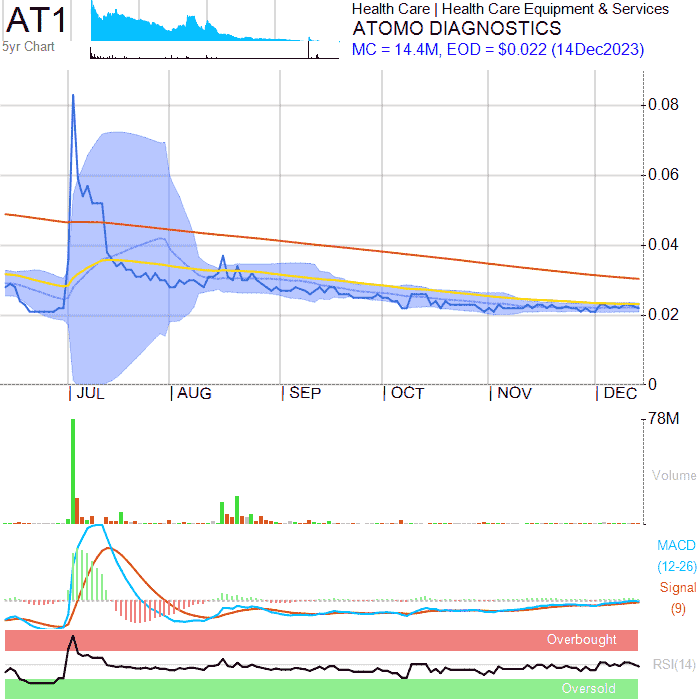 AT1
5yr Chart
Health Care | Health Care Equipment & Services
ATOMO DIAGNOSTICS
MC = 14.4M, EOD = $0.022 (14Dec2023)
0.08
0.06
0.04
0.02
0
JUL AUG SEP OCT NOV DEC
78M
Volume
MACD
(12-26)
Signal
(9)
Overbought
RSI(14)
Oversold